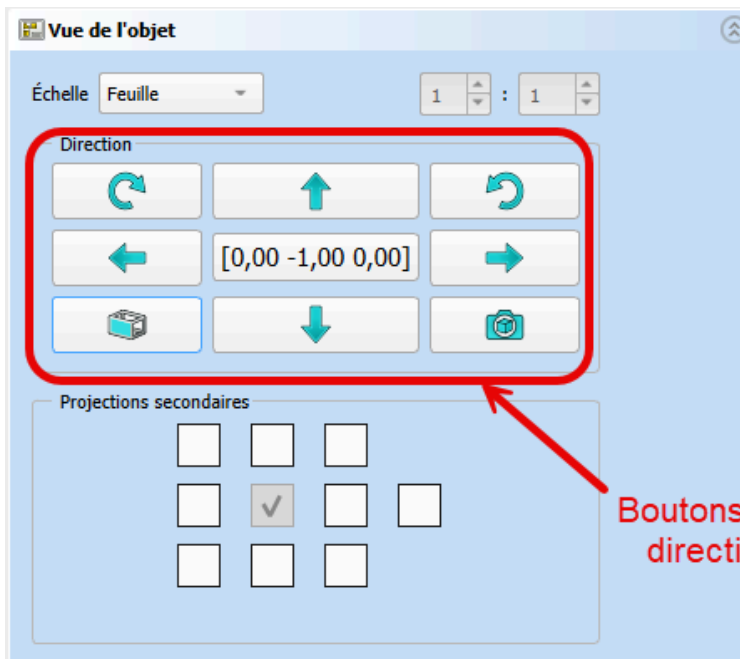 Vue de l'objet
Échelle Feuille 1 : 1
Direction
[0,00 -1,00 0,00]
Projections secondaires
Boutons
directi